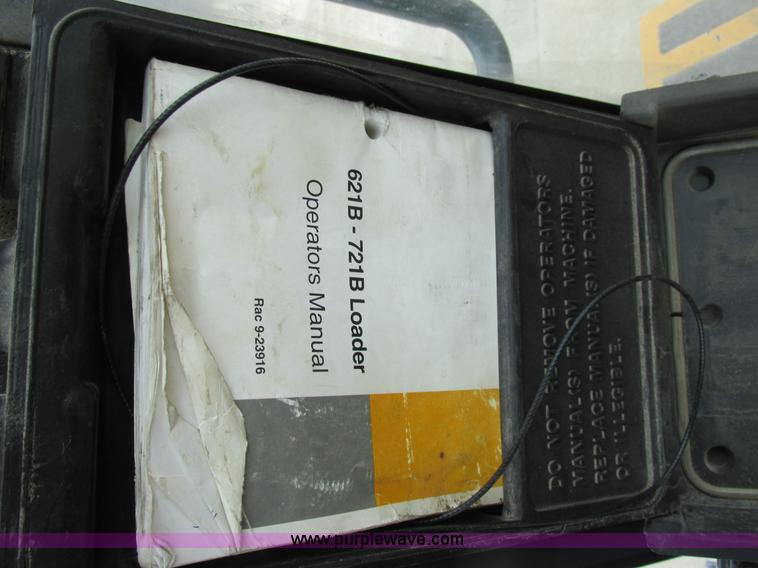 621B - 721B Loader
Operators Manual
Rac 9-23916
DO NOT REMOVE OPERATORS
MANUAL(S) FROM MACHINE.
REPLACE MANUAL(S) IF DAMAGED
OR ILLEGIBLE.
www.purplewave.com